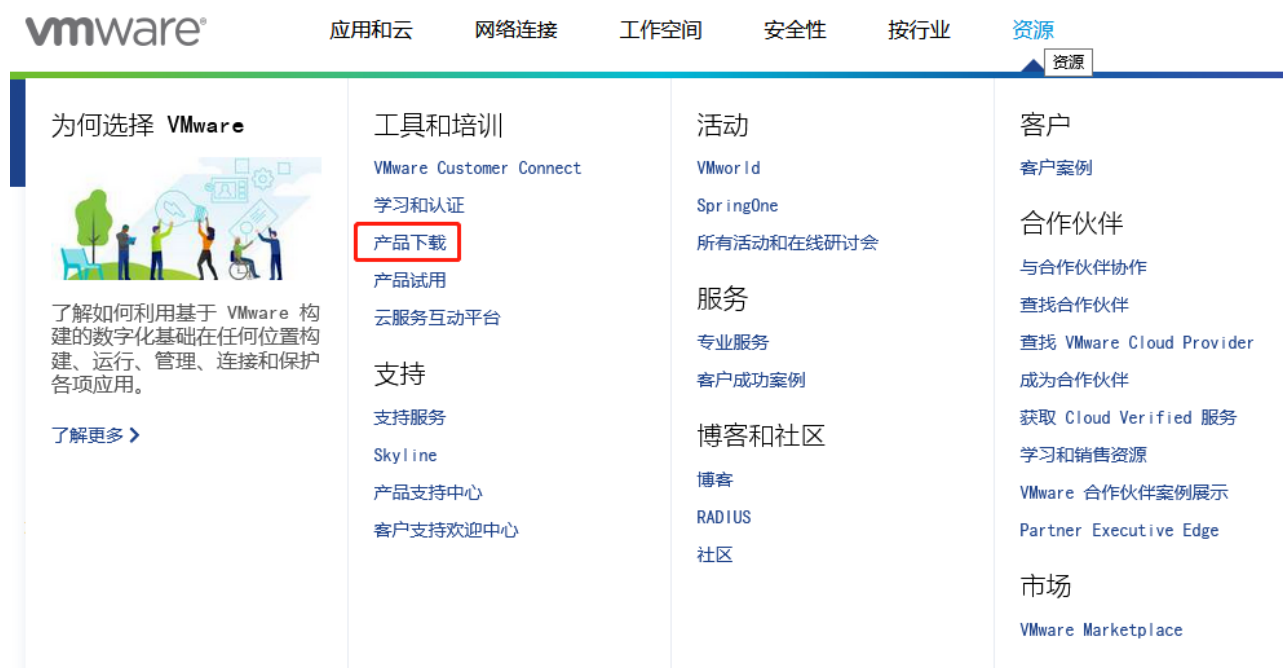 vmware®
应用和云
网络连接
工作空间
安全性
按行业
资源
资源
为何选择 VMware
了解如何利用基于 VMware 构
建的数字化基础在任何位置构
建、运行、管理、连接和保护
各项应用。
了解更多
工具和培训
VMware Customer Connect
学习和认证
产品下载
产品试用
云服务互动平台
支持
支持服务
Skyline
产品支持中心
客户支持欢迎中心
活动
VMworld
SpringOne
所有活动和在线研讨会
服务
专业服务
客户成功案例
博客和社区
博客
RADIUS
社区
客户
客户案例
合作伙伴
与合作伙伴协作
查找合作伙伴
查找 VMware Cloud Provider
成为合作伙伴
获取 Cloud Verified 服务
学习和销售资源
VMware 合作伙伴案例展示
Partner Executive Edge
市场
VMware Marketplace